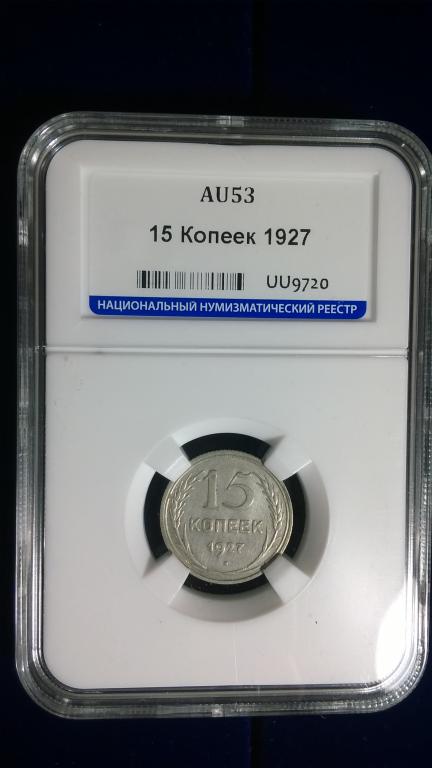 AU53
15 Копеек 1927
UU9720
НАЦИОНАЛЬНЫЙ НУМИЗМАТИЧЕСКИЙ РЕЕСТР
15
КОПЕЕК
1927